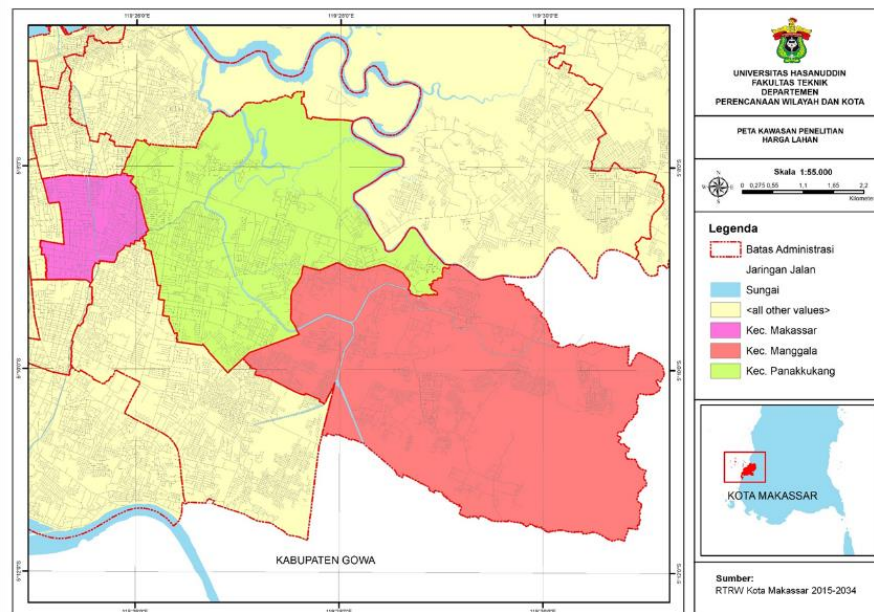 UNIVERSITAS HASANUDDIN
FAKULTAS TEKNIK
DEPARTEMEN
PERENCANAAN WILAYAH DAN KOTA
PETA KAWASAN PENELITIAN
HARGA LAHAN
Skala 1:55.000
0 0,275 0,55 1,1 1,65 2,2
Kilometer
Legenda
Batas Administrasi
Jaringan Jalan
Sungai
<all other values>
Kec. Makassar
Kec. Manggala
Kec. Panakkukang
KOTA MAKASSAR
KABUPATEN GOWA
Sumber:
RTRW Kota Makassar 2015-2034